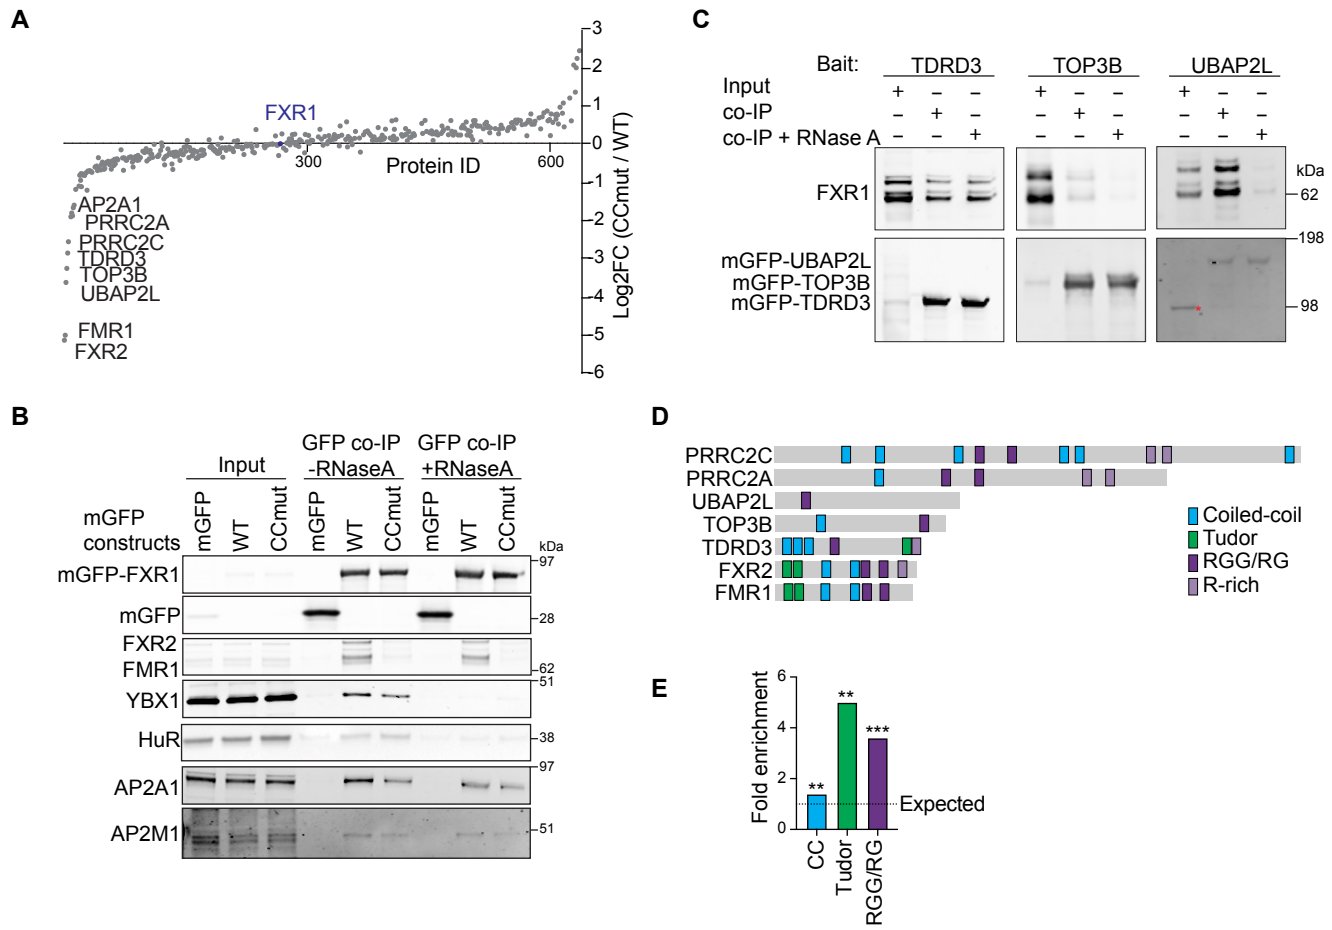 A
3
2
1
0
–1
–2
–3
–4
–5
–6
Log2FC (CCmut / WT)
FXR1
300
600
Protein ID
AP2A1
PRRC2A
PRRC2C
TDRD3
TOP3B
UBAP2L
FMR1
FXR2
B
GFP co-IP GFP co-IP
Input -RNaseA +RNaseA
mGFP constructs
mGFP WT CCmut mGFP WT CCmut mGFP WT CCmut
kDa
mGFP-FXR1 97
mGFP 28
FXR2
FMR1 62
YBX1 51
HuR 38
AP2A1 97
AP2M1 51
C
Bait: TDRD3 TOP3B UBAP2L
Input + – – + – – + – –
co-IP – + – – + – – + –
co-IP + RNase A – – + – – + – – +
kDa
FXR1 62
198
mGFP-UBAP2L
mGFP-TOP3B
mGFP-TDRD3 98
*
D
PRRC2C
PRRC2A
UBAP2L
TOP3B
TDRD3
FXR2
FMR1
Coiled-coil
Tudor
RGG/RG
R-rich
E
Fold enrichment
6
4
2
0
** ** ***
Expected
CC
Tudor
RGG/RG